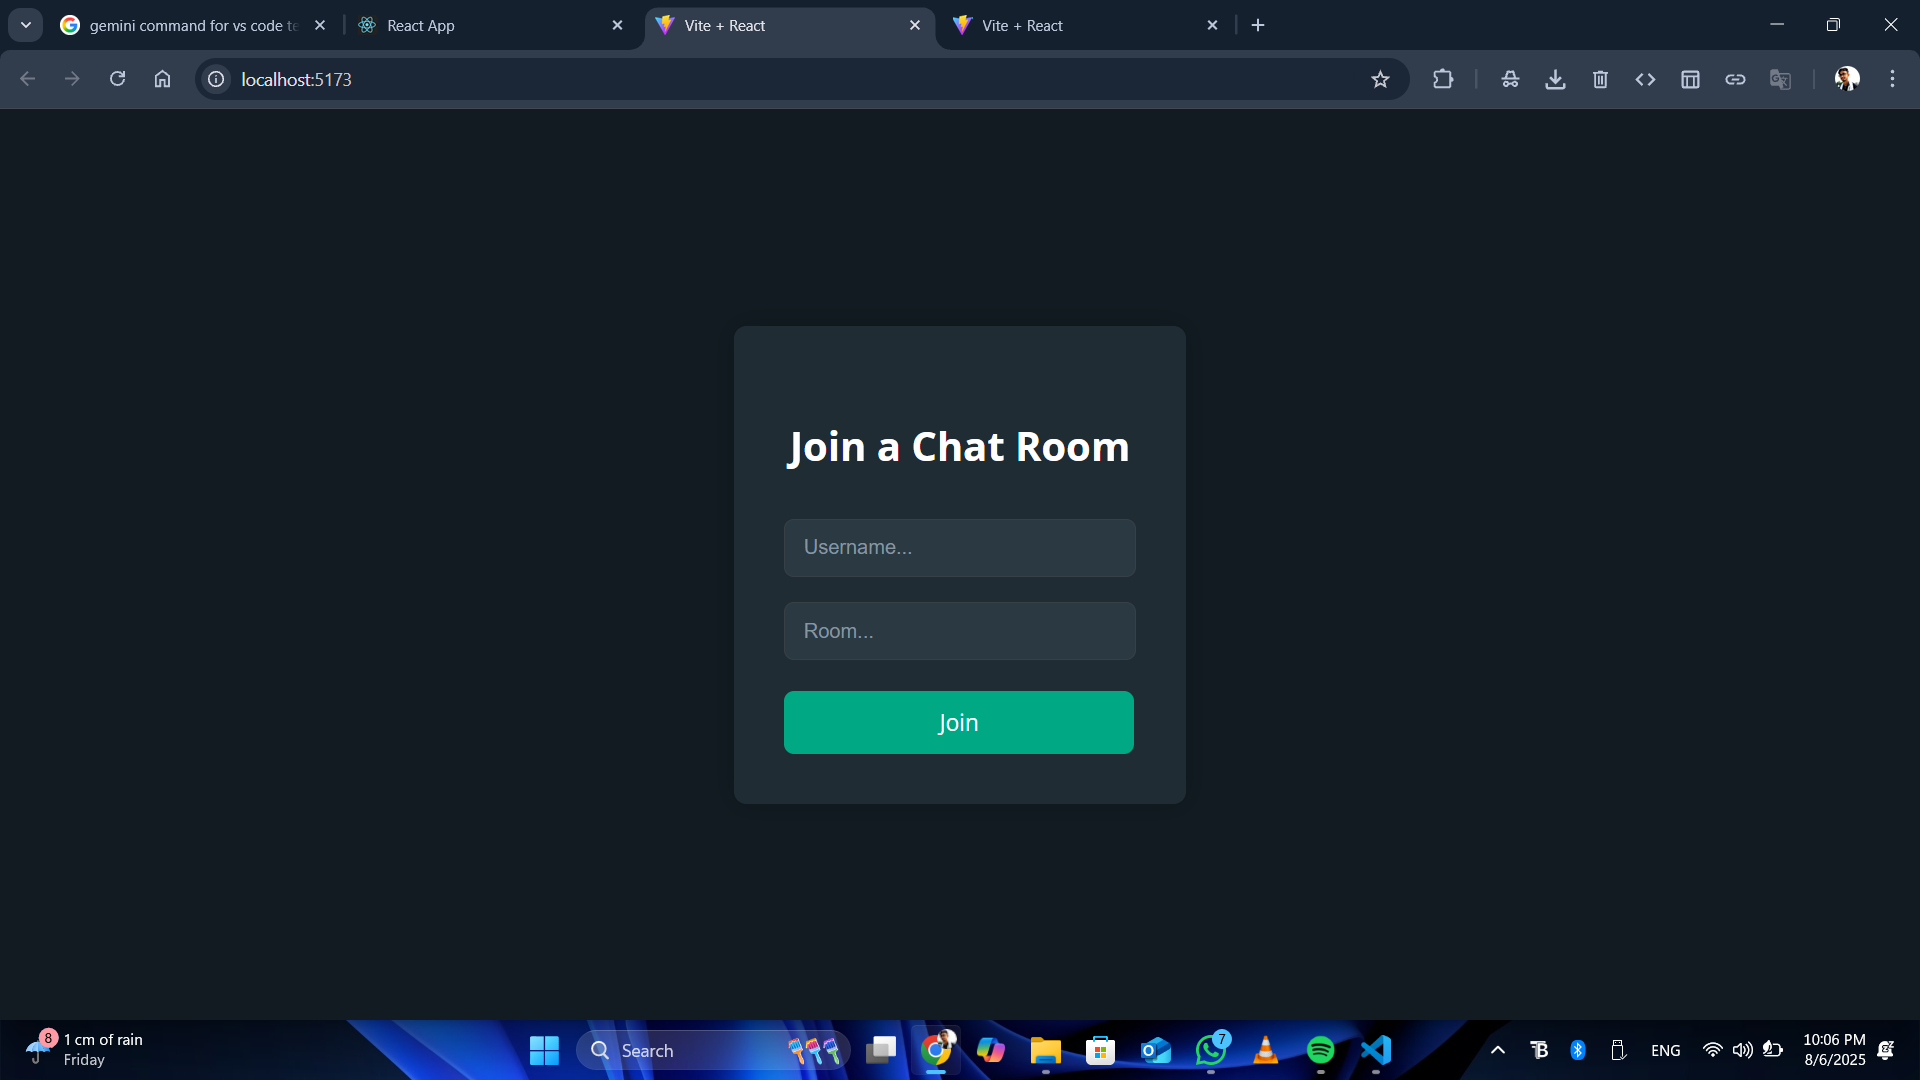 gemini command for vs code te
React App
Vite + React
Vite + React
localhost:5173
Join a Chat Room
Username...
Room...
Join
8
1 cm of rain
Friday
Search
7
ENG
10:06 PM
8/6/2025